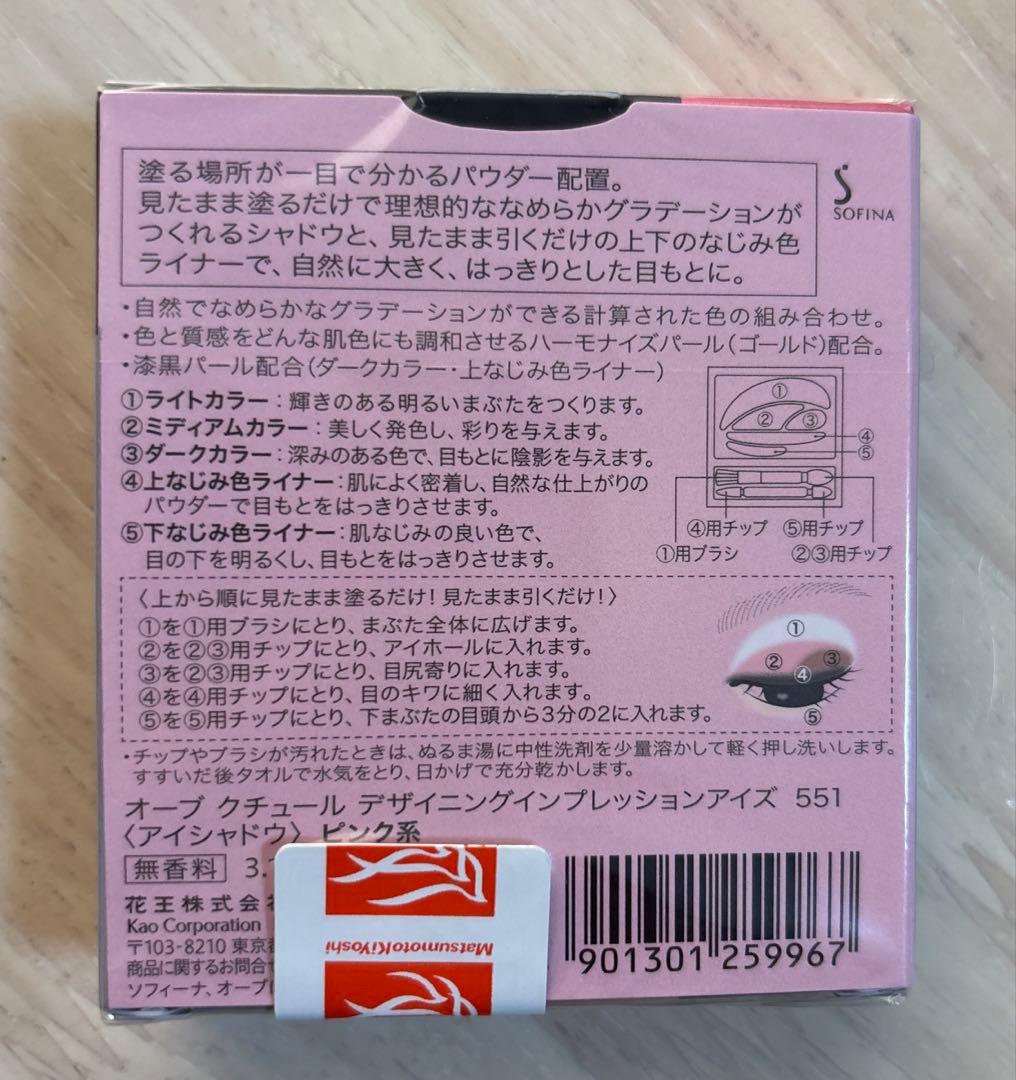 塗る場所が一目で分かるパウダー配置。
見たまま塗るだけで理想的ななめらかグラデーションが
つくれるシャドウと、見たまま引くだけの上下のなじみ色
ライナーで、自然に大きく、はっきりとした目もとに。
SOFINA
・自然でなめらかなグラデーションができる計算された色の組み合わせ。
・色と質感をどんな肌色にも調和させるハーモナイズパール(ゴールド)配合。
・漆黒パール配合(ダークカラー・上なじみ色ライナー)
①ライトカラー:輝きのある明るいまぶたをつくります。
②ミディアムカラー:美しく発色し、彩りを与えます。
③ダークカラー:深みのある色で、目もとに陰影を与えます。
④上なじみ色ライナー:肌によく密着し、自然な仕上がりの
パウダーで目もとをはっきりさせます。
⑤下なじみ色ライナー:肌なじみの良い色で、
目の下を明るくし、目もとをはっきりさせます。
①
② ③
④
⑤
④用チップ ⑤用チップ
①用ブラシ ②③用チップ
〈上から順に見たまま塗るだけ!見たまま引くだけ!〉
①を①用ブラシにとり、まぶた全体に広げます。
②を②③用チップにとり、アイホールに入れます。
③を②③用チップにとり、目尻寄りに入れます。
④を④用チップにとり、目のキワに細く入れます。
⑤を⑤用チップにとり、下まぶたの目頭から3分の2に入れます。
①
② ③
④
⑤
・チップやブラシが汚れたときは、ぬるま湯に中性洗剤を少量溶かして軽く押し洗いします。
すすいだ後タオルで水気をとり、日かげで充分乾かします。
オーブ クチュール デザイニングインプレッションアイズ 551
〈アイシャドウ〉 ピンク系
無香料 3.
花王株式会
Kao Corporation
〒103-8210 東京
商品に関するお問合
ソフィーナ、オーブ
MatsumotoKiYoshi
4901301259967